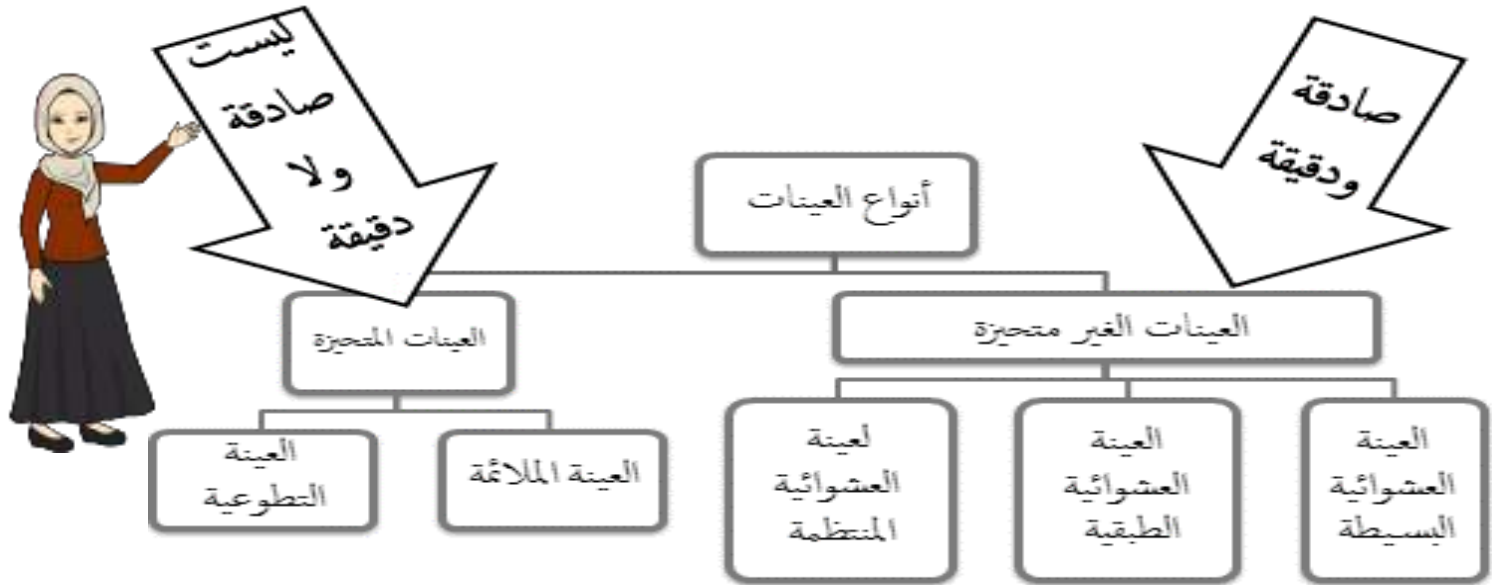 صادقة
ودقيقة
ليست
صادقة
ولا
دقيقة
أنواع العينات
العينات الغير متحيزة
العينات المتحيزة
العينة
العشوائية
البسيطة
العينة
العشوائية
الطبقية
لعينة
العشوائية
المنتظمة
العينة الملائمة
العينة
التطوعية